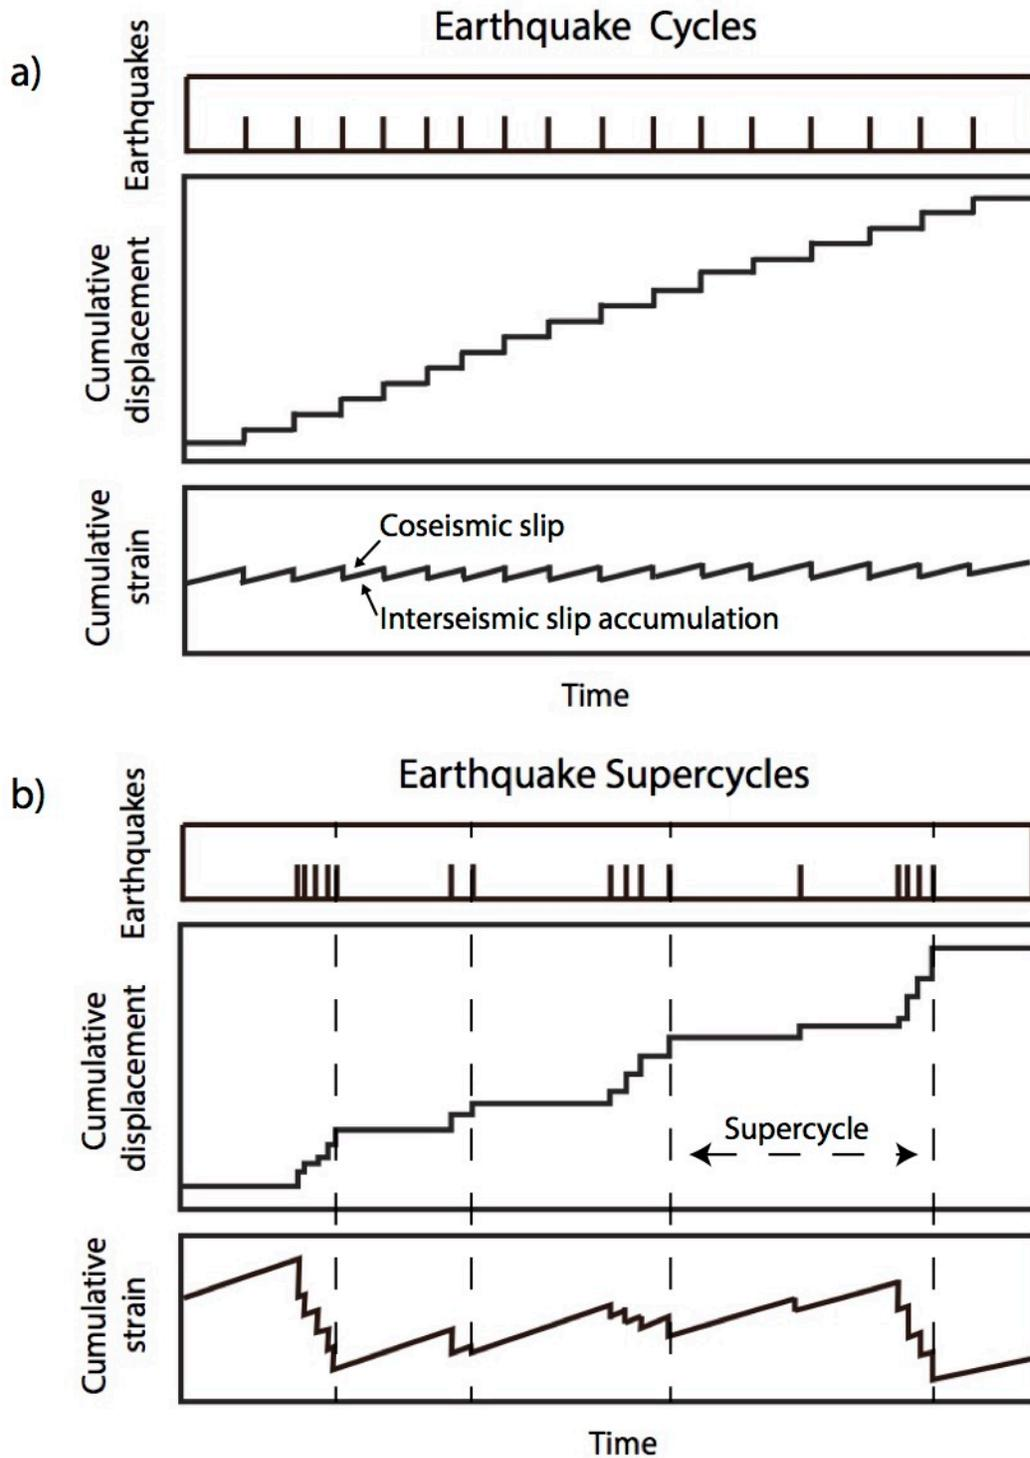 Earthquake Cycles
a)
Earthquakes
Cumulative
displacement
Cumulative
strain
Coseismic slip
Interseismic slip accumulation
Time
Earthquake Supercycles
b)
Earthquakes
Cumulative
displacement
Supercycle
Cumulative
strain
Time